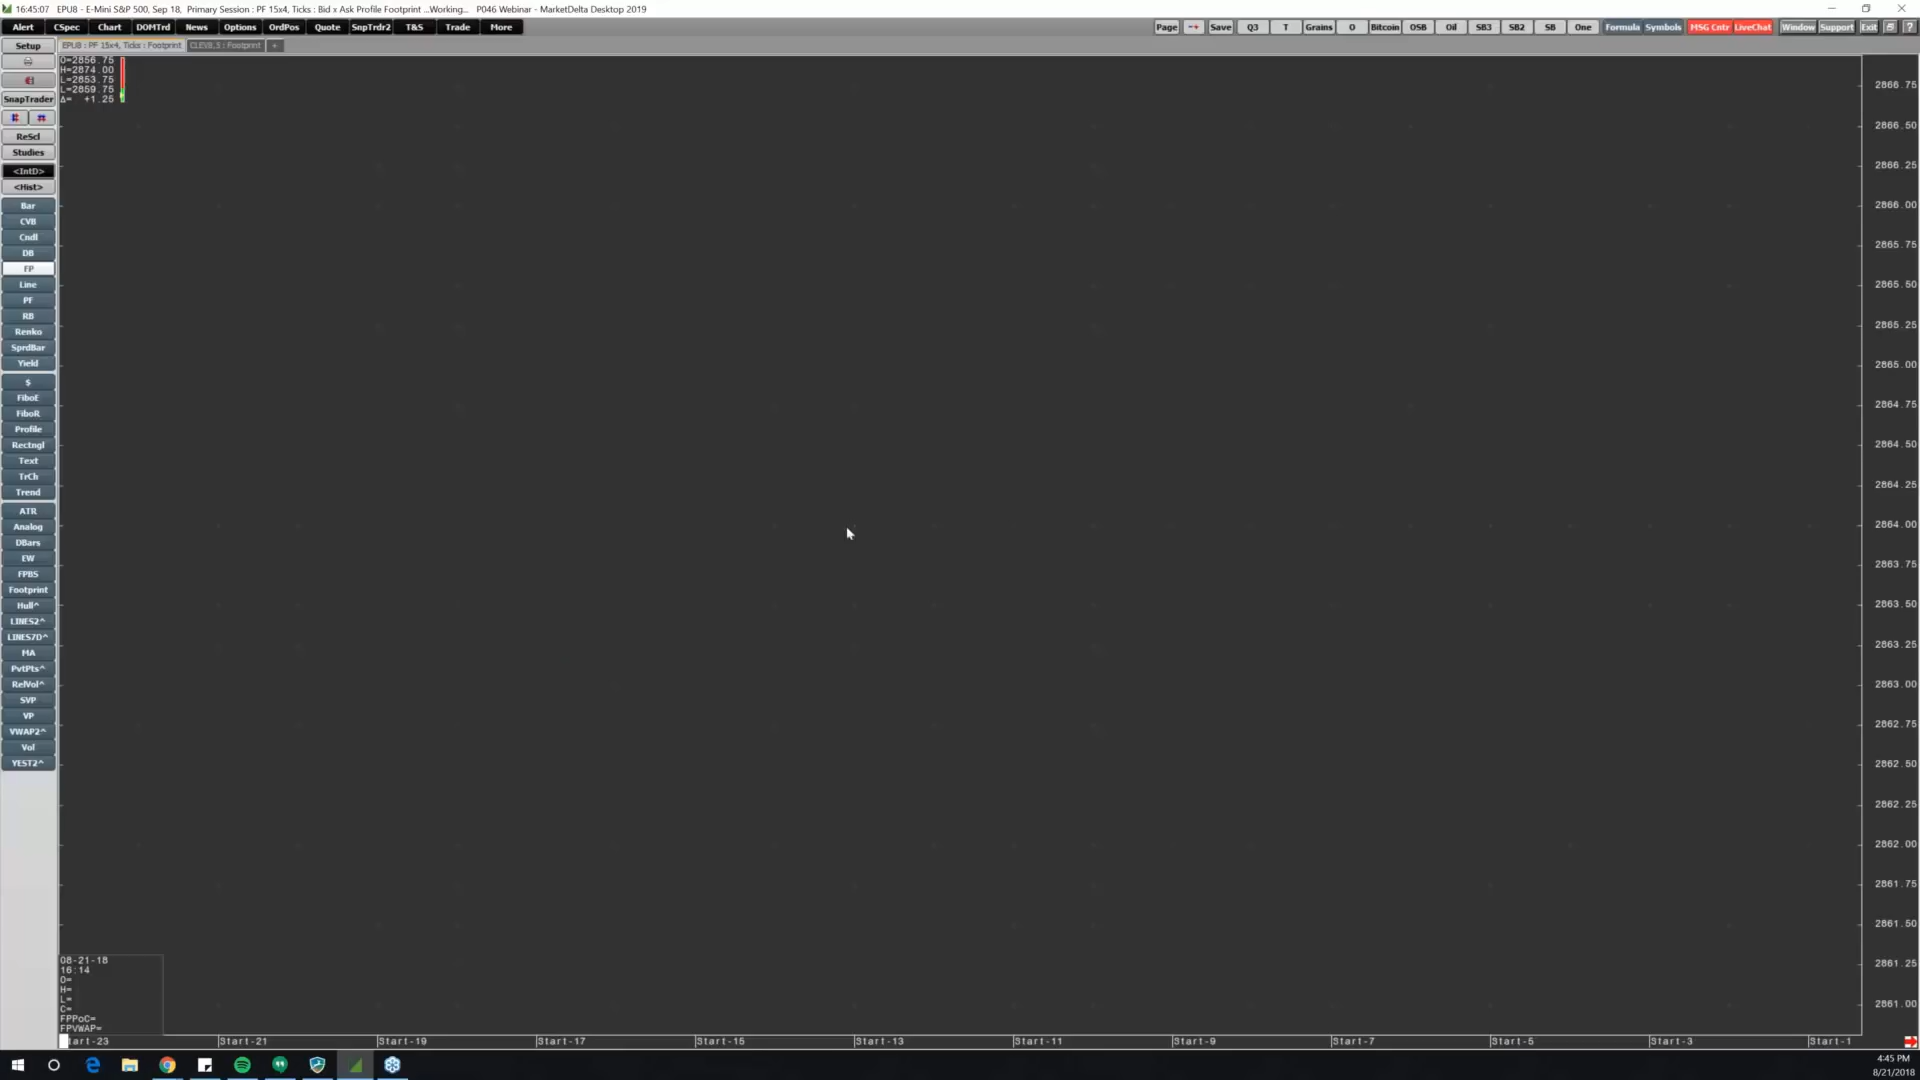 16:45:07 EPU8 - E-Mini S&P 500, Sep 18, Primary Session : PF 15x4, Ticks : Bid x Ask Profile Footprint ...Working... P046 Webinar - MarketDelta Desktop 2019
Alert CSpec Chart DOMTrd News Options OrdPos Quote SnpTrdr2 T&S Trade More Page Save Q3 T Grains O Bitcoin OSB Oil SB3 SB2 SB One Formula Symbols MSG Cntr LiveChat Window Support Exit ?
Setup EPU8 : PF 15x4, Ticks : Footprint CLEV8.S : Footprint +
O=2856.75
H=2874.00
L=2853.75
L=2859.75
Δ= +1.25
SnapTrader
ReScl
Studies
<IntD>
<Hist>
Bar
CVB
Cndl
DB
FP
Line
PF
RB
Renko
SprdBar
Yield
$
FiboE
FiboR
Profile
Rectngl
Text
TrCh
Trend
ATR
Analog
DBars
EW
FPBS
Footprint
Hull^
LINES2^
LINES7D^
MA
PvtPts^
RelVol^
SVP
VP
VWAP2^
Vol
YEST2^
2866.75
2866.50
2866.25
2866.00
2865.75
2865.50
2865.25
2865.00
2864.75
2864.50
2864.25
2864.00
2863.75
2863.50
2863.25
2863.00
2862.75
2862.50
2862.25
2862.00
2861.75
2861.50
2861.25
2861.00
08-21-18
16:14
O=
H=
L=
C=
FPPoC=
FPVWAP=
tart-23 Start-21 Start-19 Start-17 Start-15 Start-13 Start-11 Start-9 Start-7 Start-5 Start-3 Start-1
4:45 PM
8/21/2018